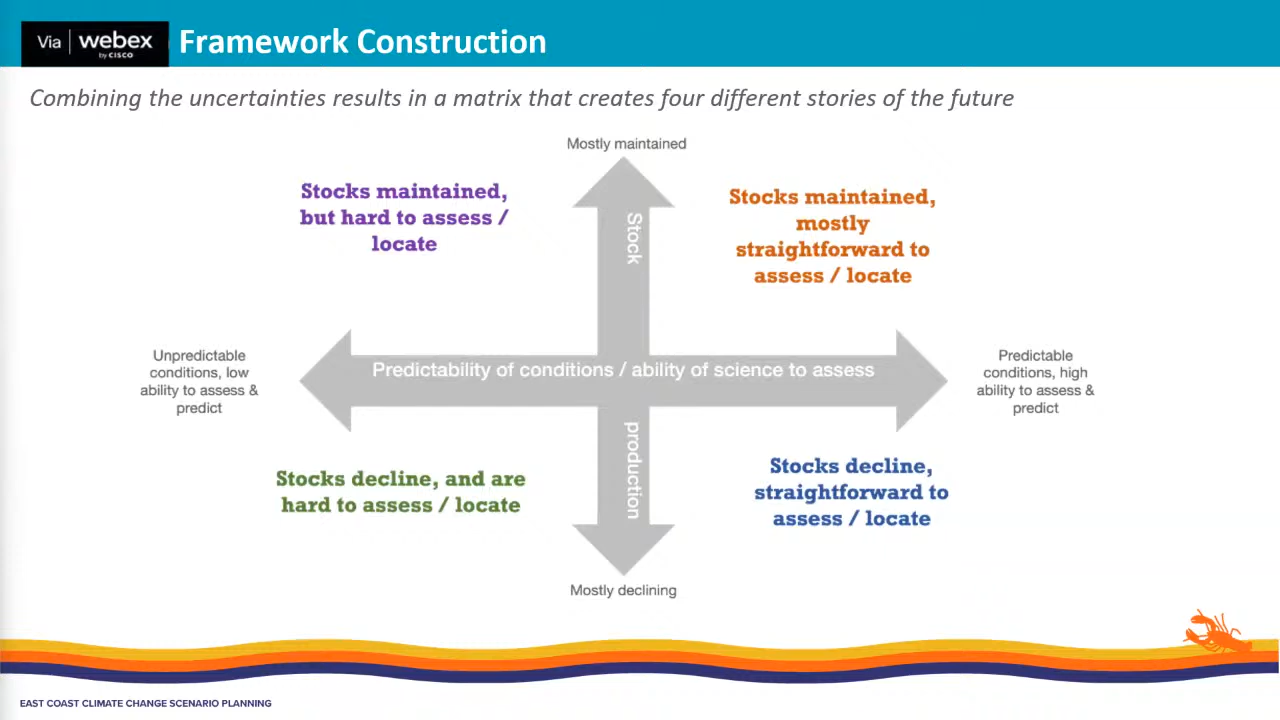 Via webex
by CISCO
Framework Construction
Combining the uncertainties results in a matrix that creates four different stories of the future
Mostly maintained
Stocks maintained,
but hard to assess /
locate
Stocks maintained,
mostly
straightforward to
assess / locate
Stock
Unpredictable
conditions, low
ability to assess &
predict
Predictability of conditions / ability of science to assess
Predictable
conditions, high
ability to assess &
predict
production
Stocks decline, and are
hard to assess / locate
Stocks decline,
straightforward to
assess / locate
Mostly declining
EAST COAST CLIMATE CHANGE SCENARIO PLANNING